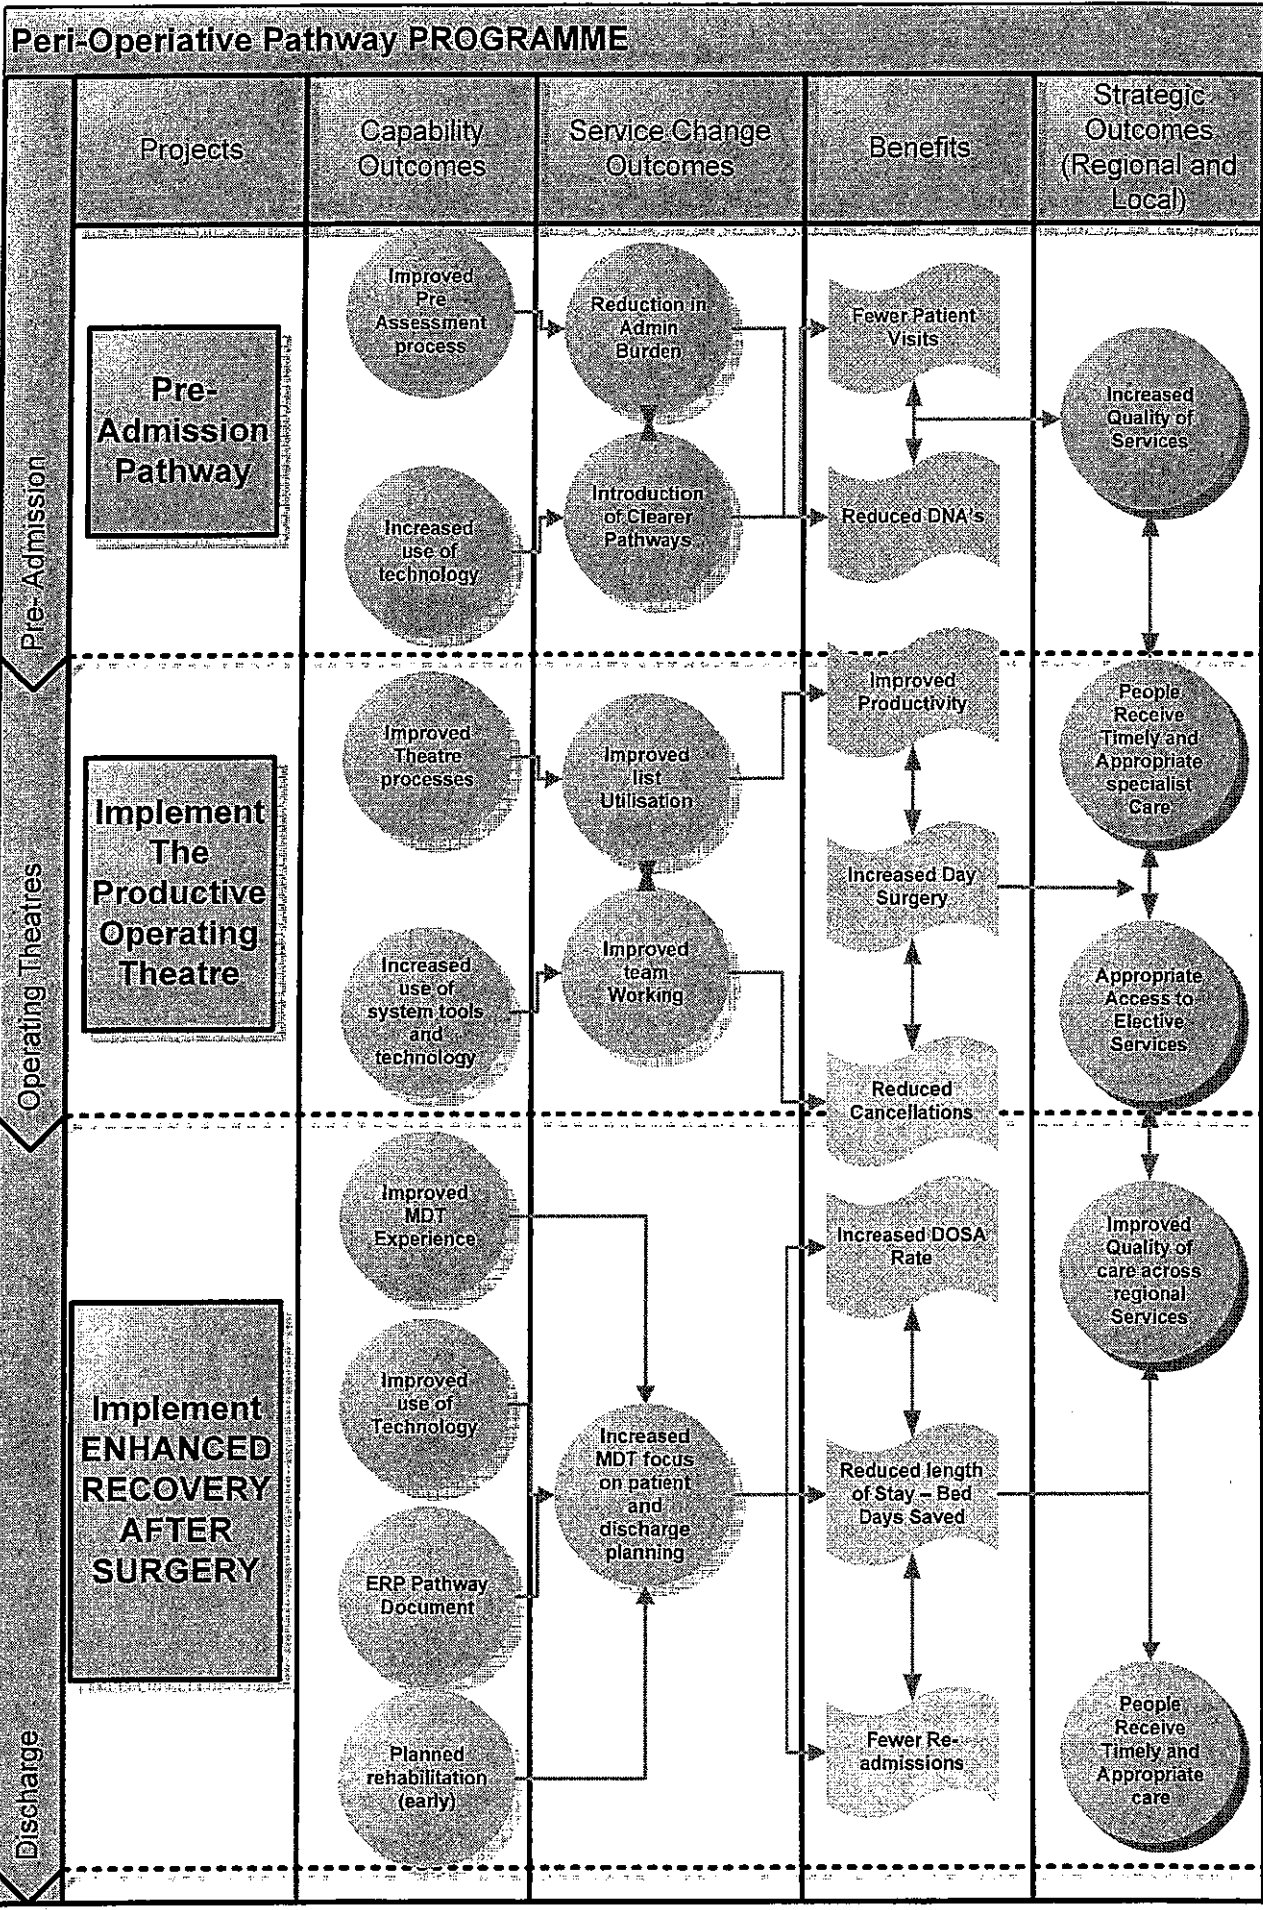 Peri-Operiative Pathway PROGRAMME
Projects
Capability
Outcomes
Service Change
Outcomes
Benefits
Strategic
Outcomes
(Regional and
Local)
Pre- Admission
Pre-
Admission
Pathway
Improved
Pre
Assessment
process
Increased
use of
technology
Reduction in
Admin
Burden
Introduction
of Clearer
Pathways
Fewer Patient
Visits
Reduced DNA's
Increased
Quality of
Services
Operating Theatres
Implement
The
Productive
Operating
Theatre
Improved
Theatre
processes
Increased
use of
system tools
and
technology
Improved
list
Utilisation
Improved
team
Working
Improved
Productivity
Increased Day
Surgery
Reduced
Cancellations
People
Receive
Timely and
Appropriate
specialist
Care
Appropriate
Access to
Elective
Services
Discharge
Implement
ENHANCED
RECOVERY
AFTER
SURGERY
Improved
MDT
Experience
Improved
use of
Technology
ERP Pathway
Document
Planned
rehabilitation
(early)
Increased
MDT focus
on patient
and
discharge
planning
Increased DOSA
Rate
Reduced length
of Stay – Bed
Days Saved
Fewer Re-
admissions
Improved
Quality of
care across
regional
Services
People
Receive
Timely and
Appropriate
care